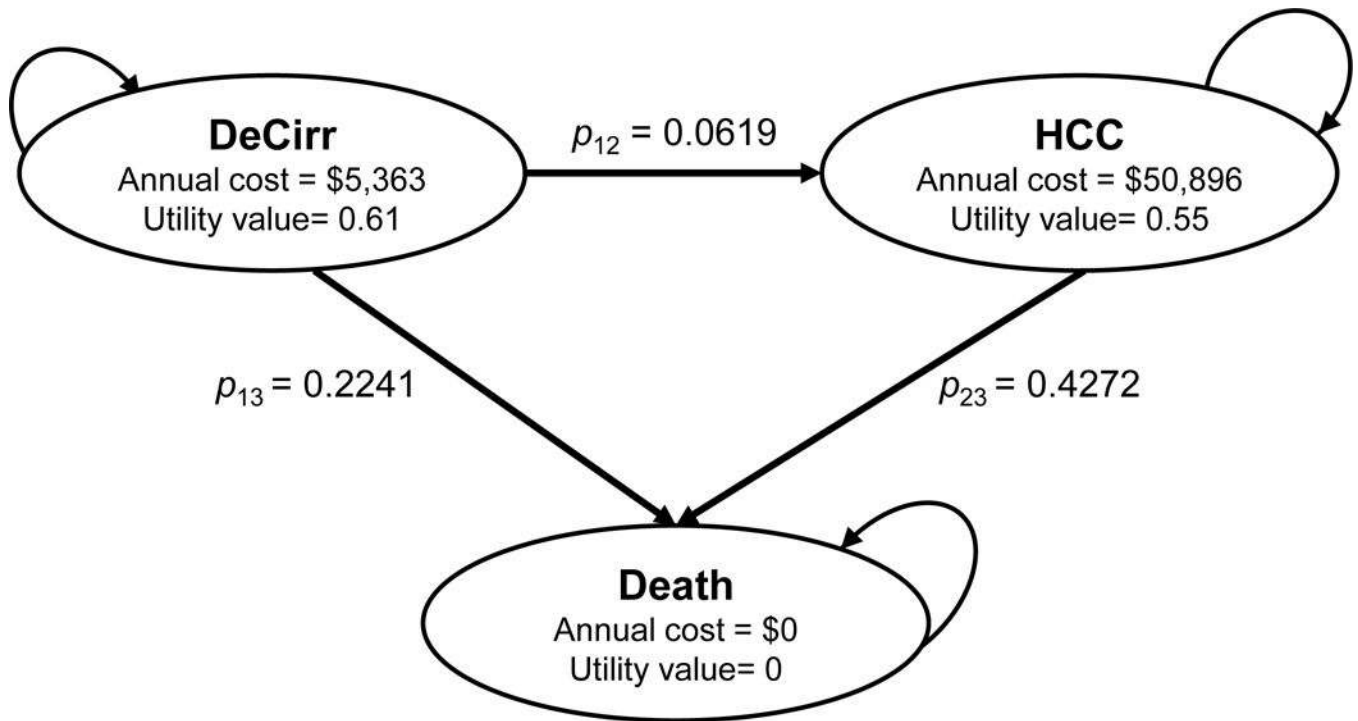 DeCirr
Annual cost = $5,363
Utility value= 0.61
p₁₂ = 0.0619
HCC
Annual cost = $50,896
Utility value= 0.55
p₁₃ = 0.2241
p₂₃ = 0.4272
Death
Annual cost = $0
Utility value= 0